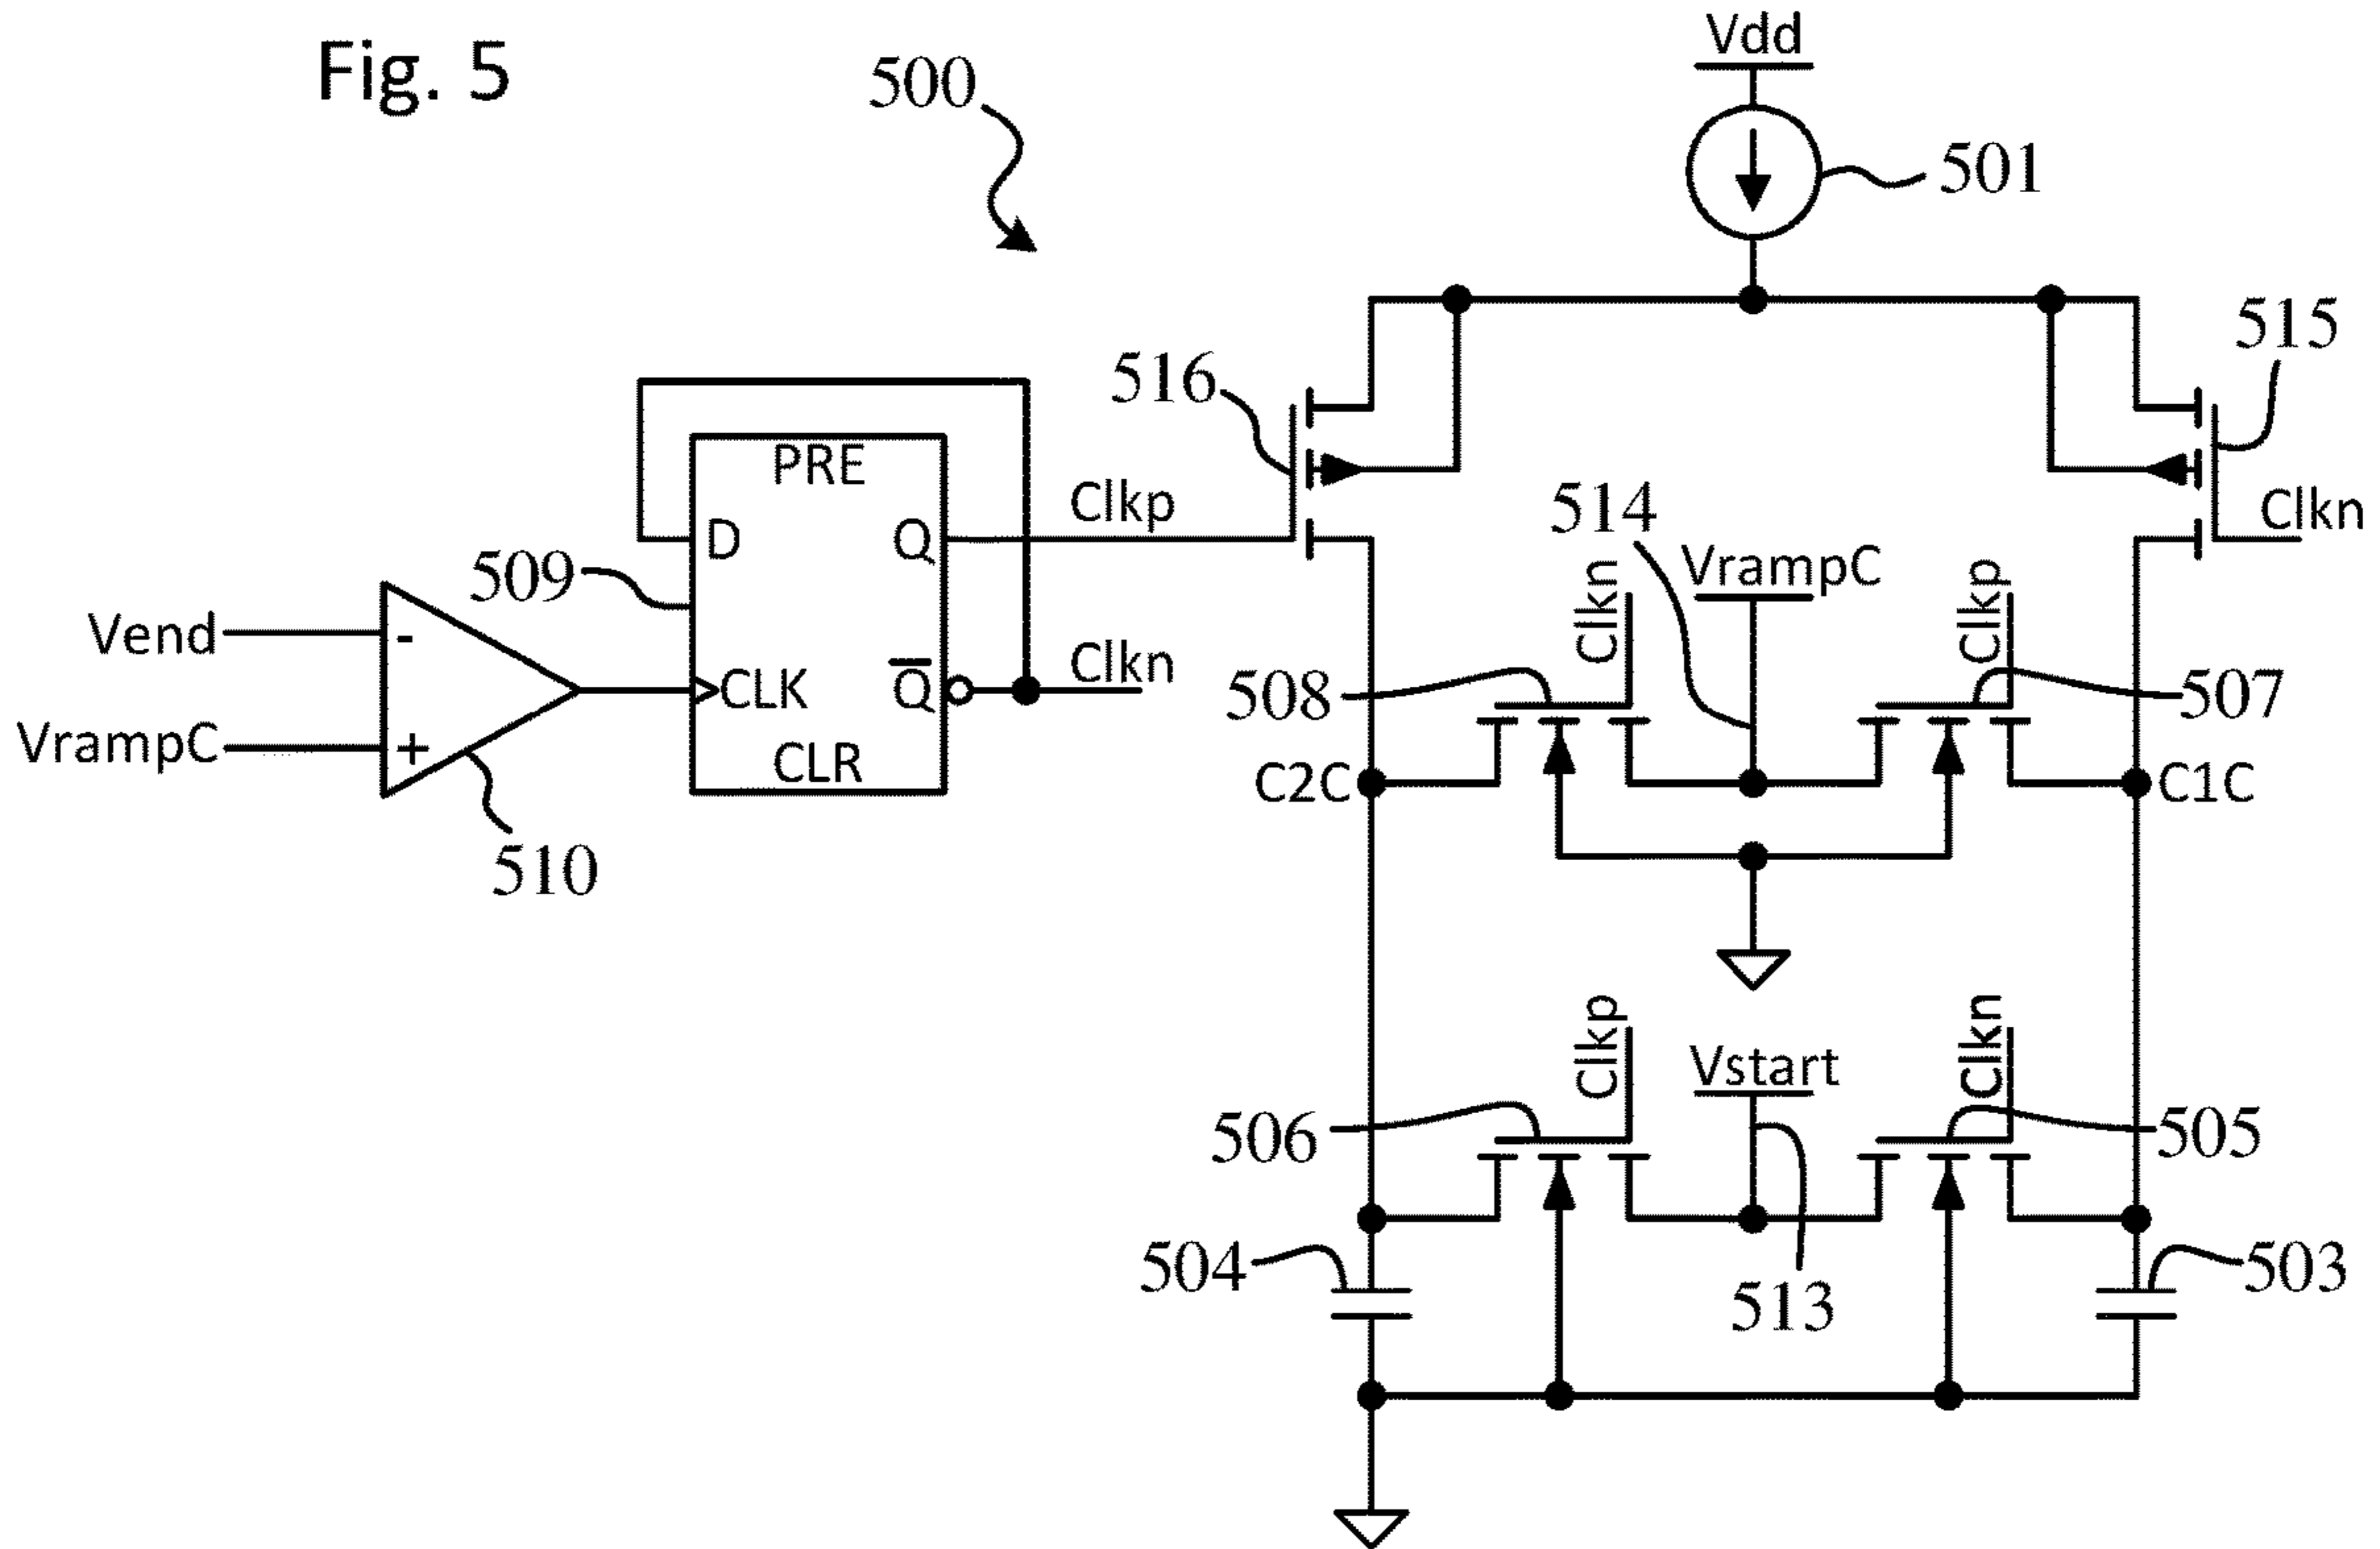 Fig. 5
500
Vdd
501
515
516
PRE
Clkp
514
Clkn
D
Q
509
VrampC
Clkn
Clkp
Vend
-
Clkn
508
507
CLK
Q
VrampC
+
CLR
C2C
C1C
510
Clkp
Vstart
Clkn
506
505
504
503
513